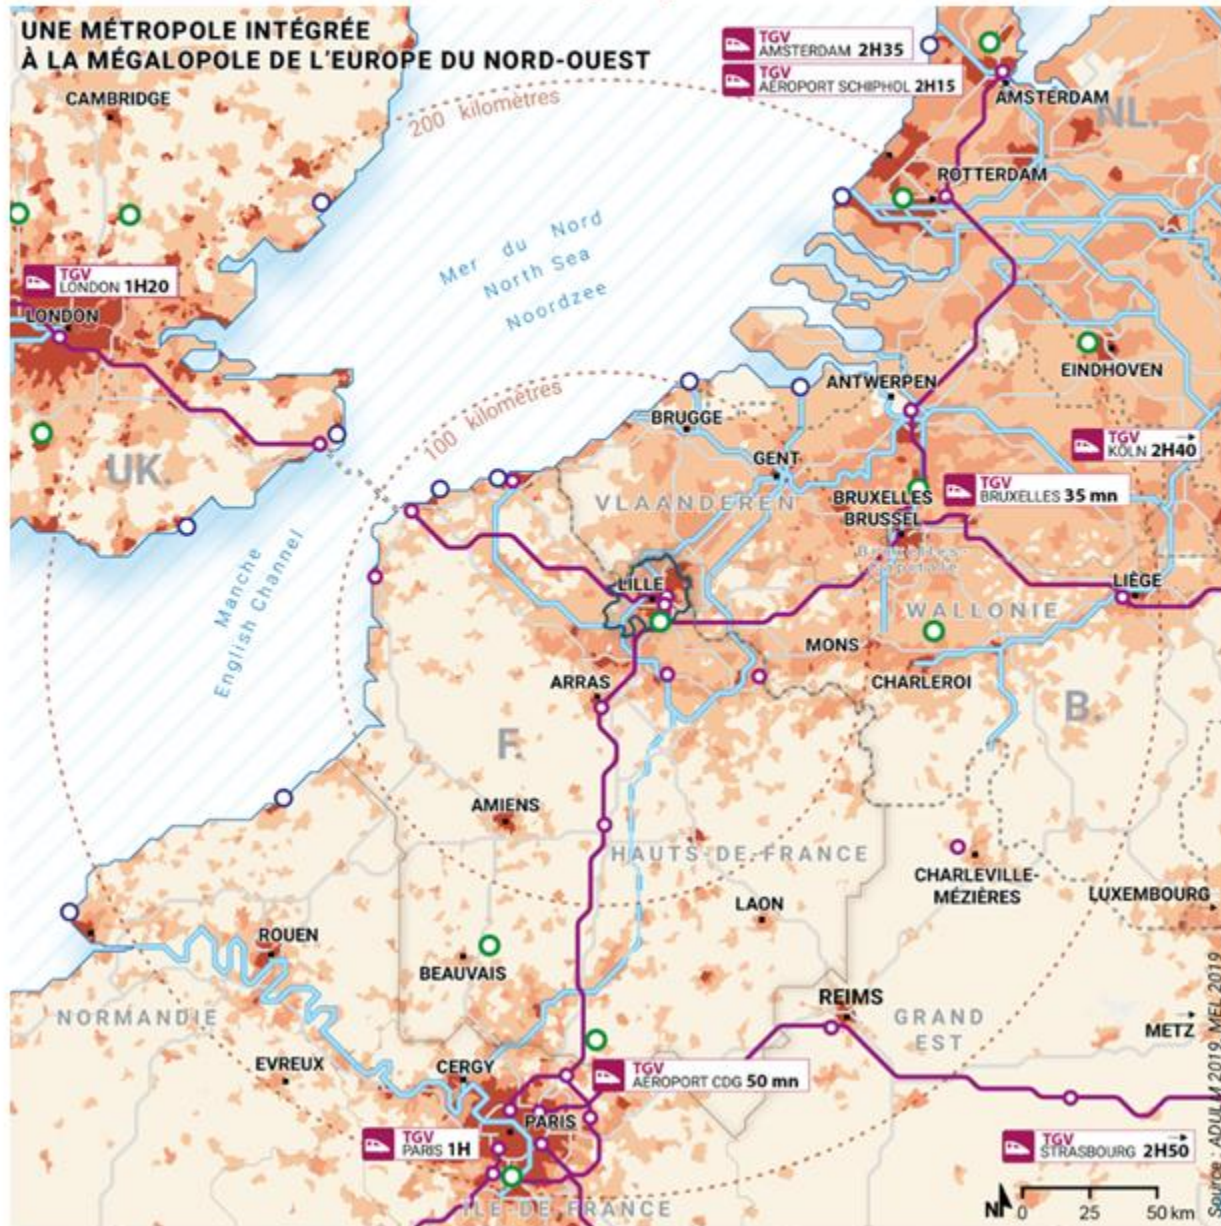 UNE MÉTROPOLE INTÉGRÉE
À LA MÉGALOPOLE DE L'EUROPE DU NORD-OUEST
TGV
AMSTERDAM 2H35
TGV
AÉROPORT SCHIPHOL 2H15
CAMBRIDGE
200 kilomètres
AMSTERDAM
NL.
ROTTERDAM
Mer du Nord
North Sea
Noordzee
TGV
LONDON 1H20
LONDON
EINDHOVEN
100 kilomètres
ANTWERPEN
BRUGGE
TGV
KÖLN 2H40
UK.
GENT
TGV
BRUXELLES 35 mn
VLAANDEREN
BRUXELLES
BRUSSEL
Bruxelles-
Capitale
Manche
English Channel
LILLE
LIÈGE
WALLONIE
MONS
ARRAS
CHARLEROI
B.
F.
AMIENS
HAUTS-DE-FRANCE
CHARLEVILLE-
MÉZIÈRES
LUXEMBOURG
LAON
ROUEN
BEAUVAIS
REIMS
NORMANDIE
GRAND
EST
METZ
EVREUX
CERGY
TGV
AÉROPORT CDG 50 mn
PARIS
TGV
PARIS 1H
TGV
STRASBOURG 2H50
ÎLE-DE-FRANCE
N
0 25 50 km
Source : ADULM 2019, MEL 2019